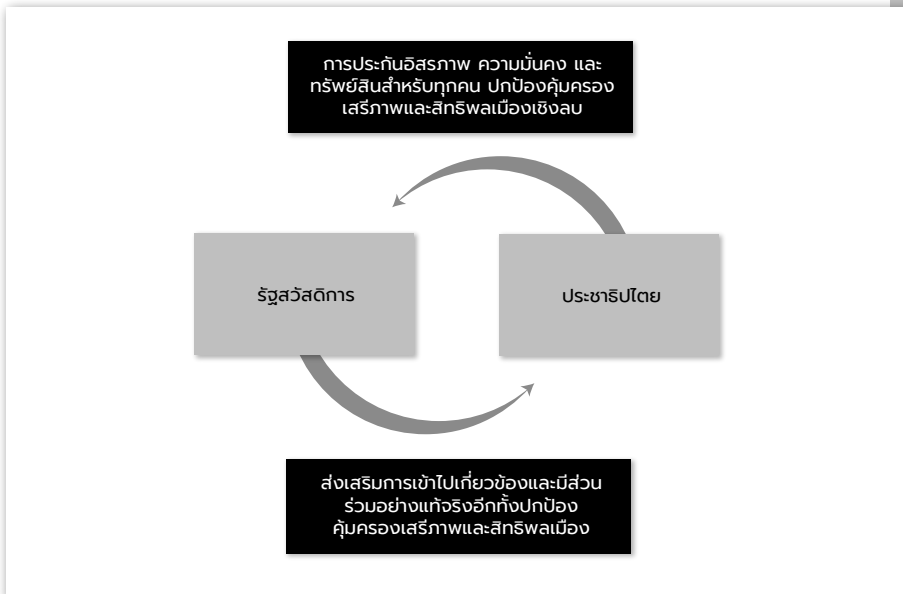 การประกันอิสรภาพ ความมั่นคง และ
ทรัพย์สินสำหรับทุกคน ปกป้องคุ้มครอง
เสรีภาพและสิทธิพลเมืองเชิงลบ
รัฐสวัสดิการ
ประชาธิปไตย
ส่งเสริมการเข้าไปเกี่ยวข้องและมีส่วน
ร่วมอย่างแท้จริงอีกทั้งปกป้อง
คุ้มครองเสรีภาพและสิทธิพลเมือง